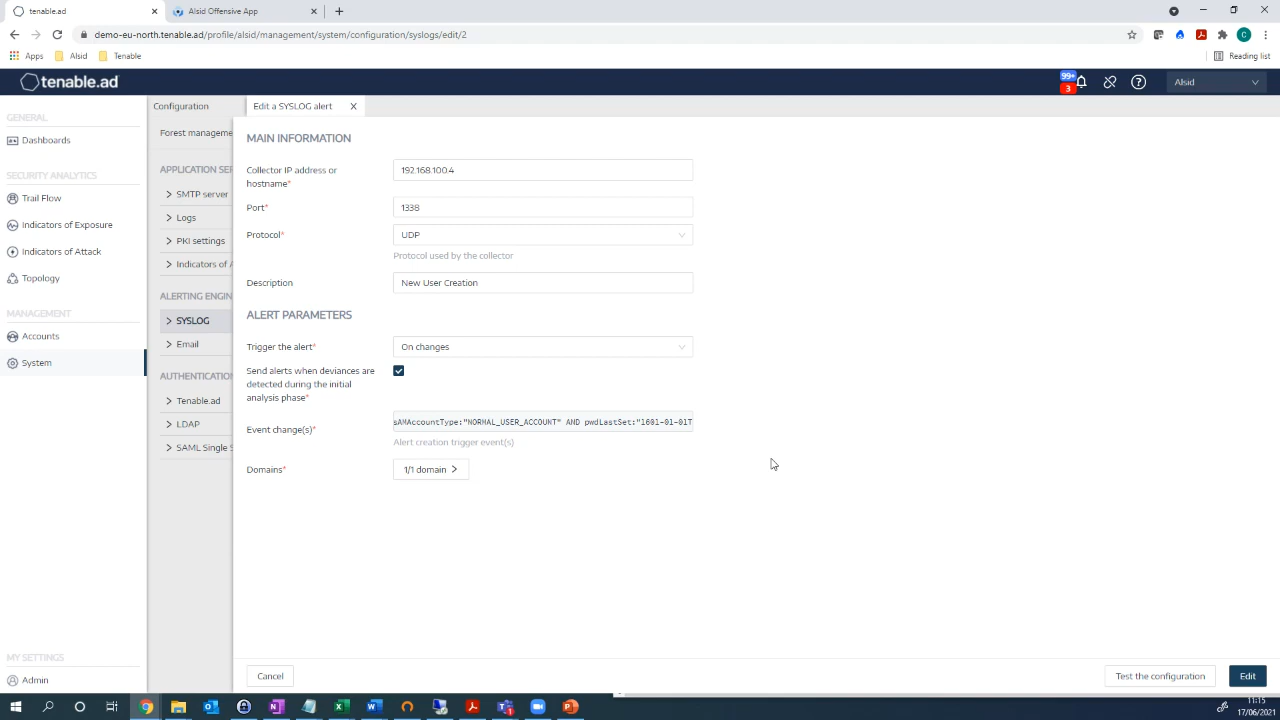 tenable.ad
Alsid Offensive App
demo-eu-north.tenable.ad/profile/alsid/management/system/configuration/syslogs/edit/2
Apps
Alsid
Tenable
Reading list
tenable.ad
99+
3
Alsid
GENERAL
Dashboards
SECURITY ANALYTICS
Trail Flow
Indicators of Exposure
Indicators of Attack
Topology
MANAGEMENT
Accounts
System
MY SETTINGS
Admin
Configuration
Forest manageme
APPLICATION SER
SMTP server
Logs
PKI settings
Indicators of A
ALERTING ENGIN
SYSLOG
Email
AUTHENTICATION
Tenable.ad
LDAP
SAML Single S
Edit a SYSLOG alert
MAIN INFORMATION
Collector IP address or
hostname*
192.168.100.4
Port*
1338
Protocol*
UDP
Protocol used by the collector
Description
New User Creation
ALERT PARAMETERS
Trigger the alert*
On changes
Send alerts when deviances are
detected during the initial
analysis phase*
Event change(s)*
sAMAccountType:"NORMAL_USER_ACCOUNT" AND pwdLastSet:"1601-01-01T
Alert creation trigger event(s)
Domains*
1/1 domain >
Cancel
Test the configuration
Edit
11:15
17/06/2021